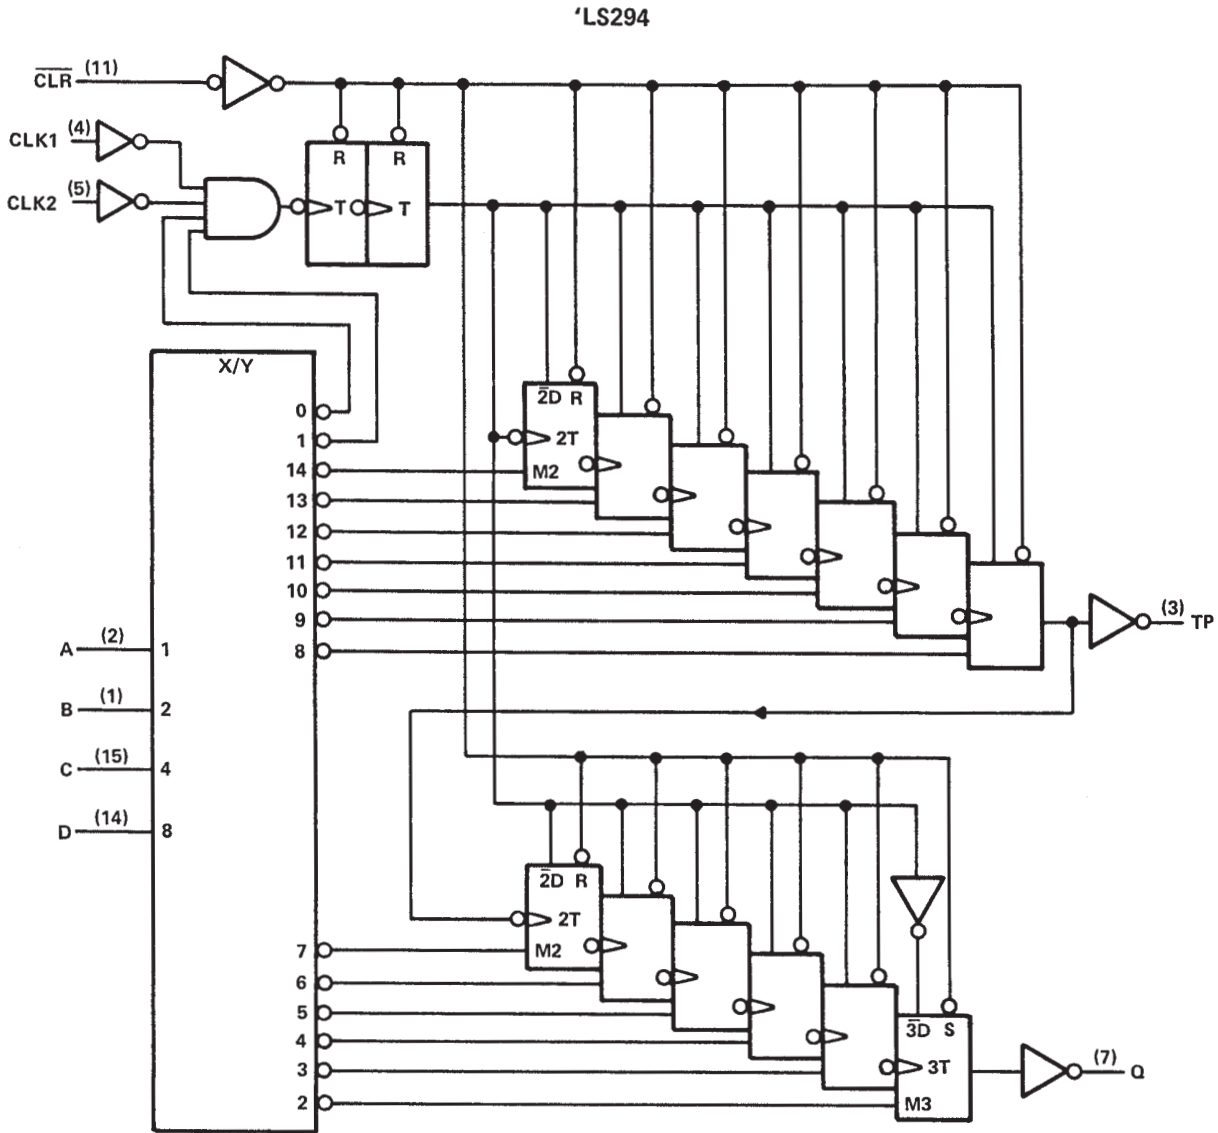 'LS294
CLR (11)
CLK1 (4)
CLK2 (5)
R R
T T
X/Y
0
1
14
13
12
11
10
9
8
2D R
2T
M2
(3) TP
A (2) 1
B (1) 2
C (15) 4
D (14) 8
7
6
5
4
3
2
2D R
2T
M2
3D S
3T
M3
(7) Q